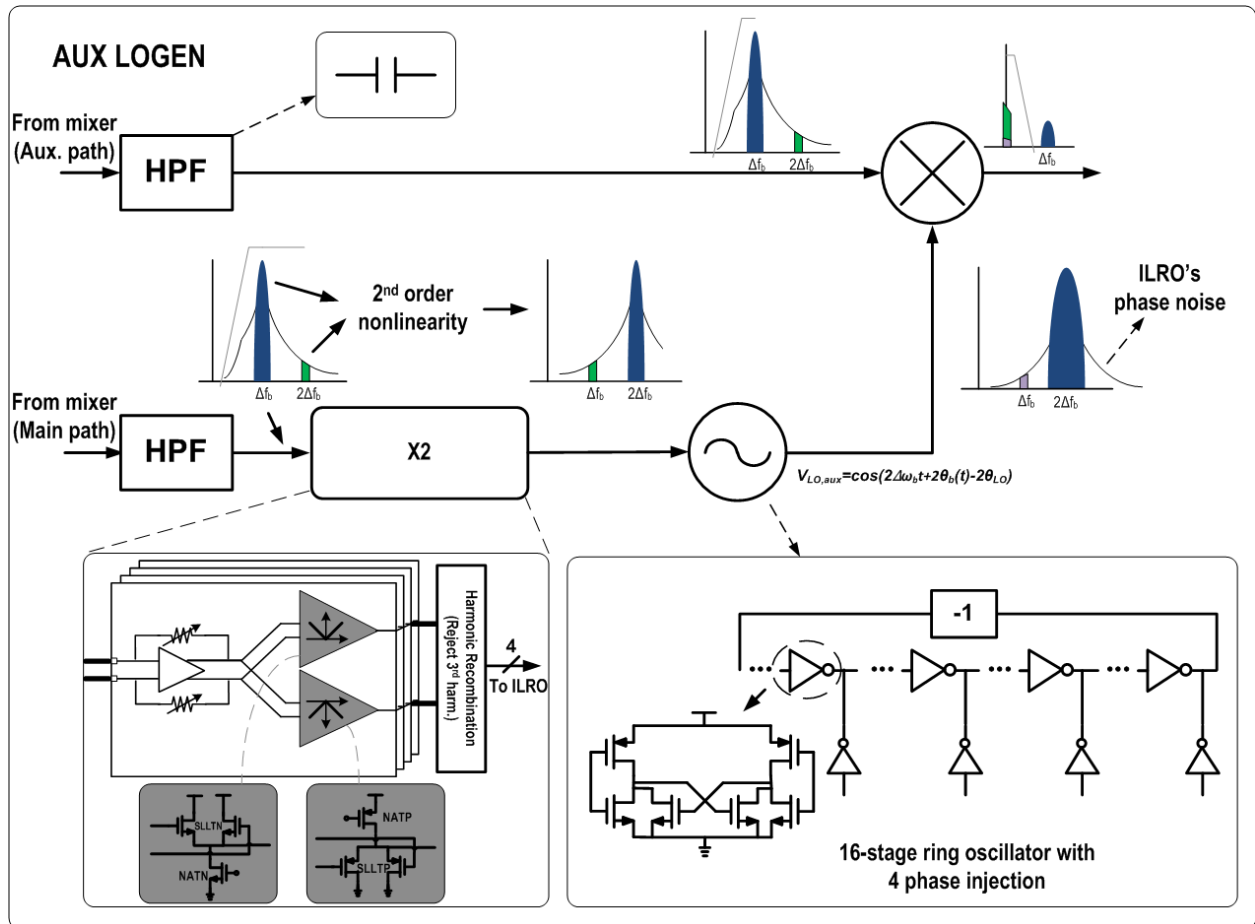 AUX LOGEN
From mixer
(Aux. path)
HPF
Δfb
2Δfb
Δfb
2nd order
nonlinearity
Δfb
2Δfb
Δfb
2Δfb
ILRO's
phase noise
Δfb
2Δfb
From mixer
(Main path)
HPF
X2
VLO,aux=cos(2Δωbt+2θb(t)-2θLO)
Harmonic Recombination
(Reject 3rd harm.)
4
To ILRO
SLLTN
NATN
NATP
SLLTP
-1
16-stage ring oscillator with
4 phase injection